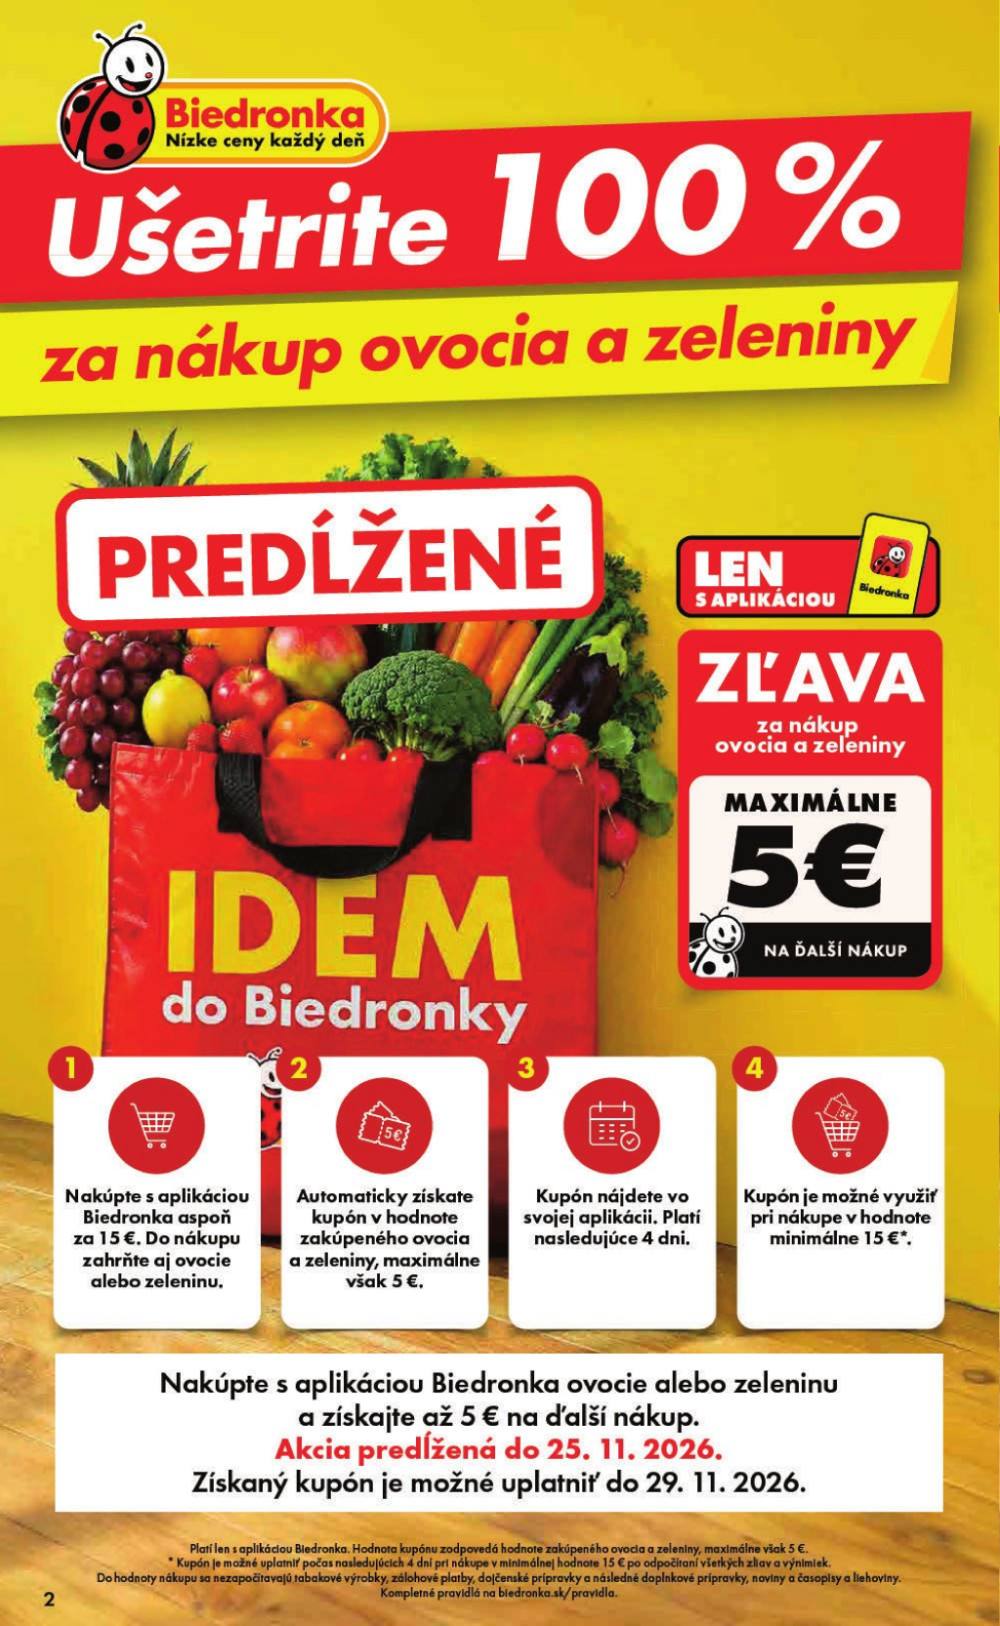 Biedronka
Nízke ceny každý deň
Ušetrite 100 %
za nákup ovocia a zeleniny
PREDĹŽENÉ
LEN
S APLIKÁCIOU
Biedronka
ZĽAVA
za nákup
ovocia a zeleniny
MAXIMÁLNE
5€
NA ĎALŠÍ NÁKUP
IDEM
do Biedronky
1
Nakúpte s aplikáciou
Biedronka aspoň
za 15 €. Do nákupu
zahrňte aj ovocie
alebo zeleninu.
2
5€
Automaticky získate
kupón v hodnote
zakúpeného ovocia
a zeleniny, maximálne
však 5 €.
3
Kupón nájdete vo
svojej aplikácii. Platí
nasledujúce 4 dni.
4
5€
Kupón je možné využiť
pri nákupe v hodnote
minimálne 15 €*.
Nakúpte s aplikáciou Biedronka ovocie alebo zeleninu
a získajte až 5 € na ďalší nákup.
Akcia predĺžená do 25. 11. 2026.
Získaný kupón je možné uplatniť do 29. 11. 2026.
Platí len s aplikáciou Biedronka. Hodnota kupónu zodpovedá hodnote zakúpeného ovocia a zeleniny, maximálne však 5 €.
* Kupón je možné uplatniť počas nasledujúcich 4 dní pri nákupe v minimálnej hodnote 15 € po odpočítaní všetkých zliav a výnimiek.
Do hodnoty nákupu sa nezapočítavajú tabakové výrobky, zálohové platby, dojčenské prípravky a následné doplnkové prípravky, noviny a časopisy a liehoviny.
Kompletné pravidlá na biedronka.sk/pravidla.
2